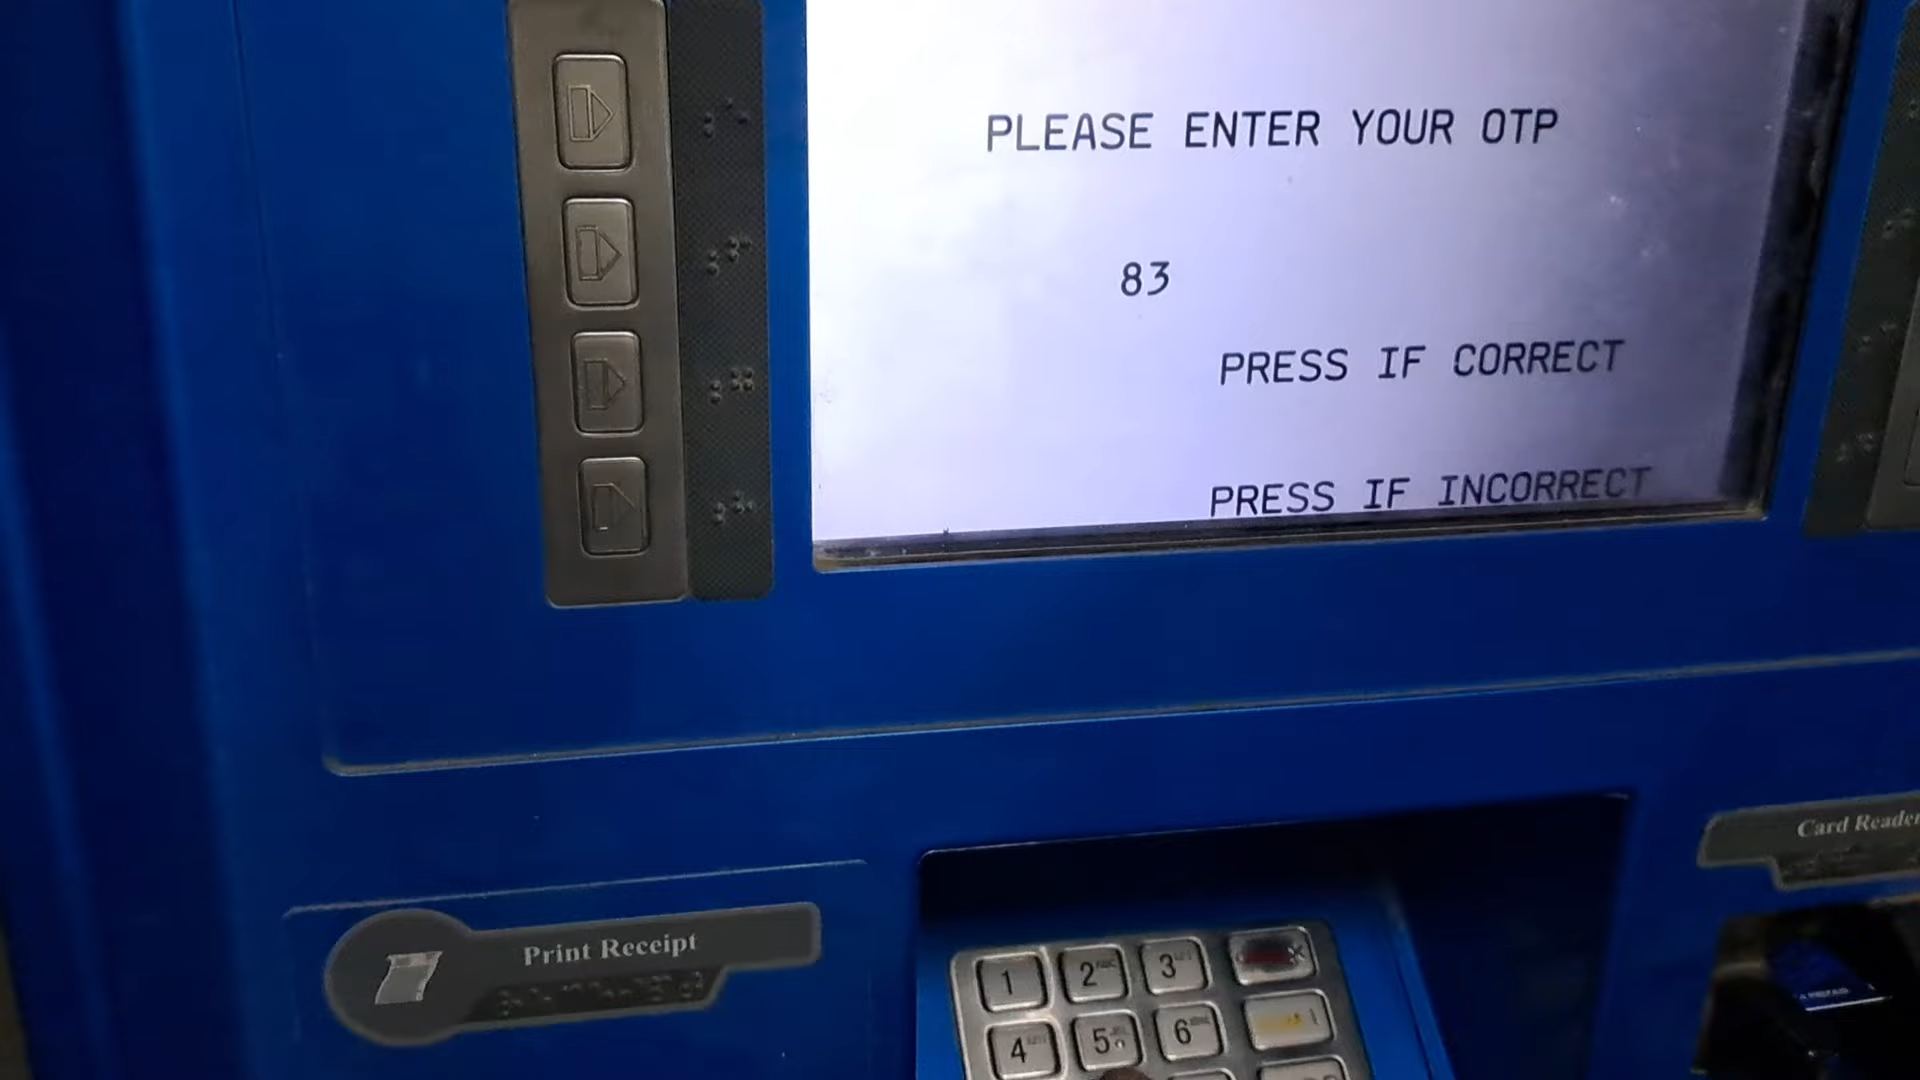 PLEASE ENTER YOUR OTP
83
PRESS IF CORRECT
PRESS IF INCORRECT
Card Reader
Print Receipt
1 2 3
4 5 6